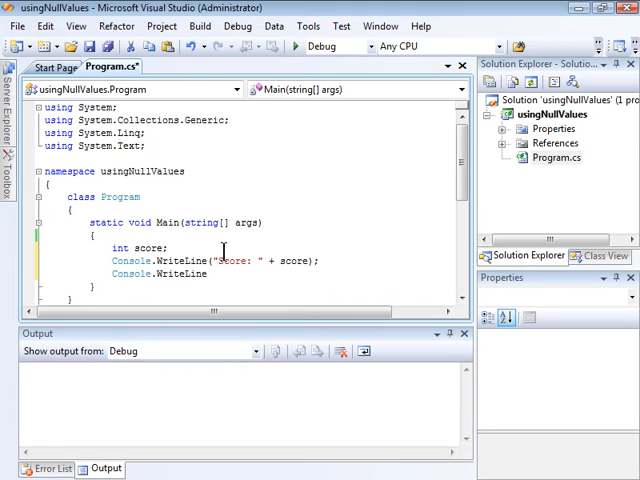 usingNullValues - Microsoft Visual Studio (Administrator)
File Edit View Refactor Project Build Debug Data Tools Test Window Help
Debug Any CPU
Start Page Program.cs*
usingNullValues.Program Main(string[] args)
using System;
using System.Collections.Generic;
using System.Linq;
using System.Text;
namespace usingNullValues
{
class Program
{
static void Main(string[] args)
{
int score;
Console.WriteLine("Score: " + score);
Console.WriteLine
}
}
Server Explorer
Toolbox
Solution Explorer - Solution...
Solution 'usingNullValues' (1 pro
usingNullValues
Properties
References
Program.cs
Solution Explorer Class View
Properties
Output
Show output from: Debug
Error List Output